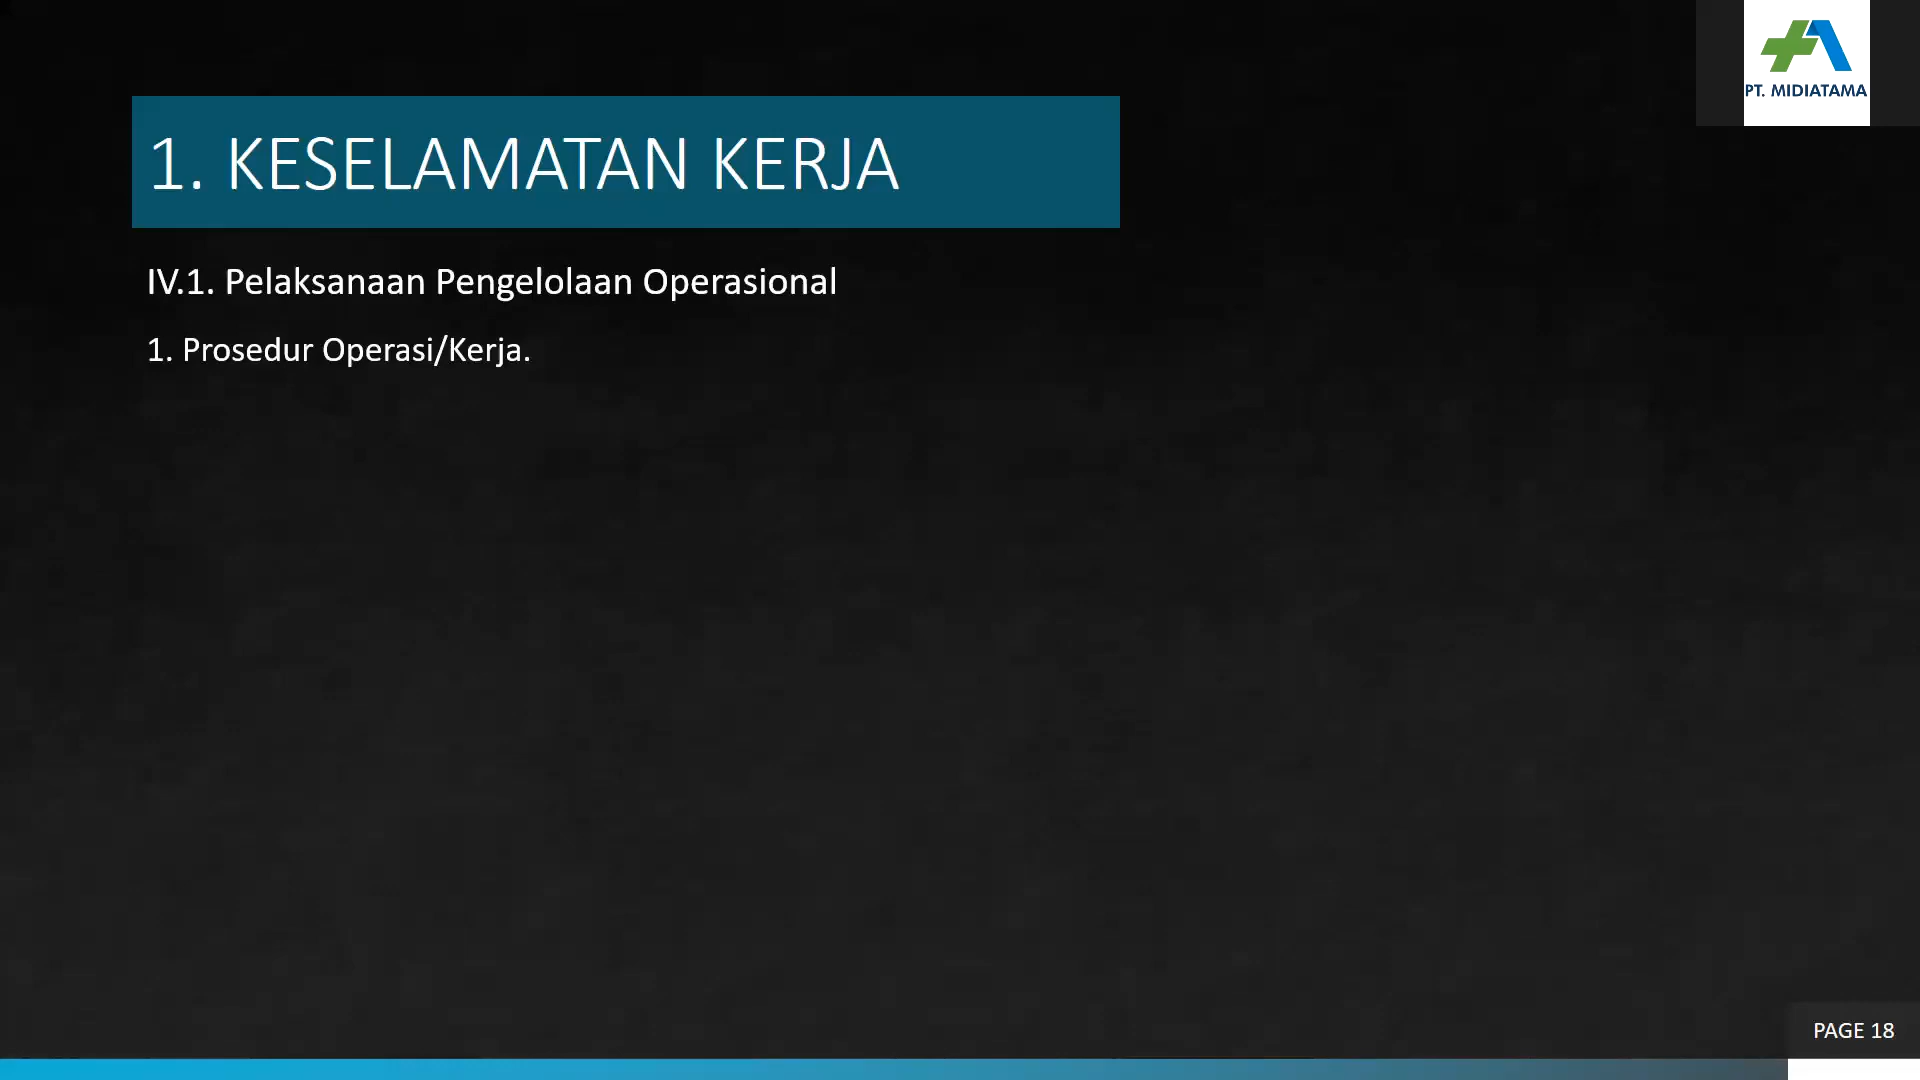 PT. MIDIATAMA
1. KESELAMATAN KERJA
IV.1. Pelaksanaan Pengelolaan Operasional
1. Prosedur Operasi/Kerja.
PAGE 18